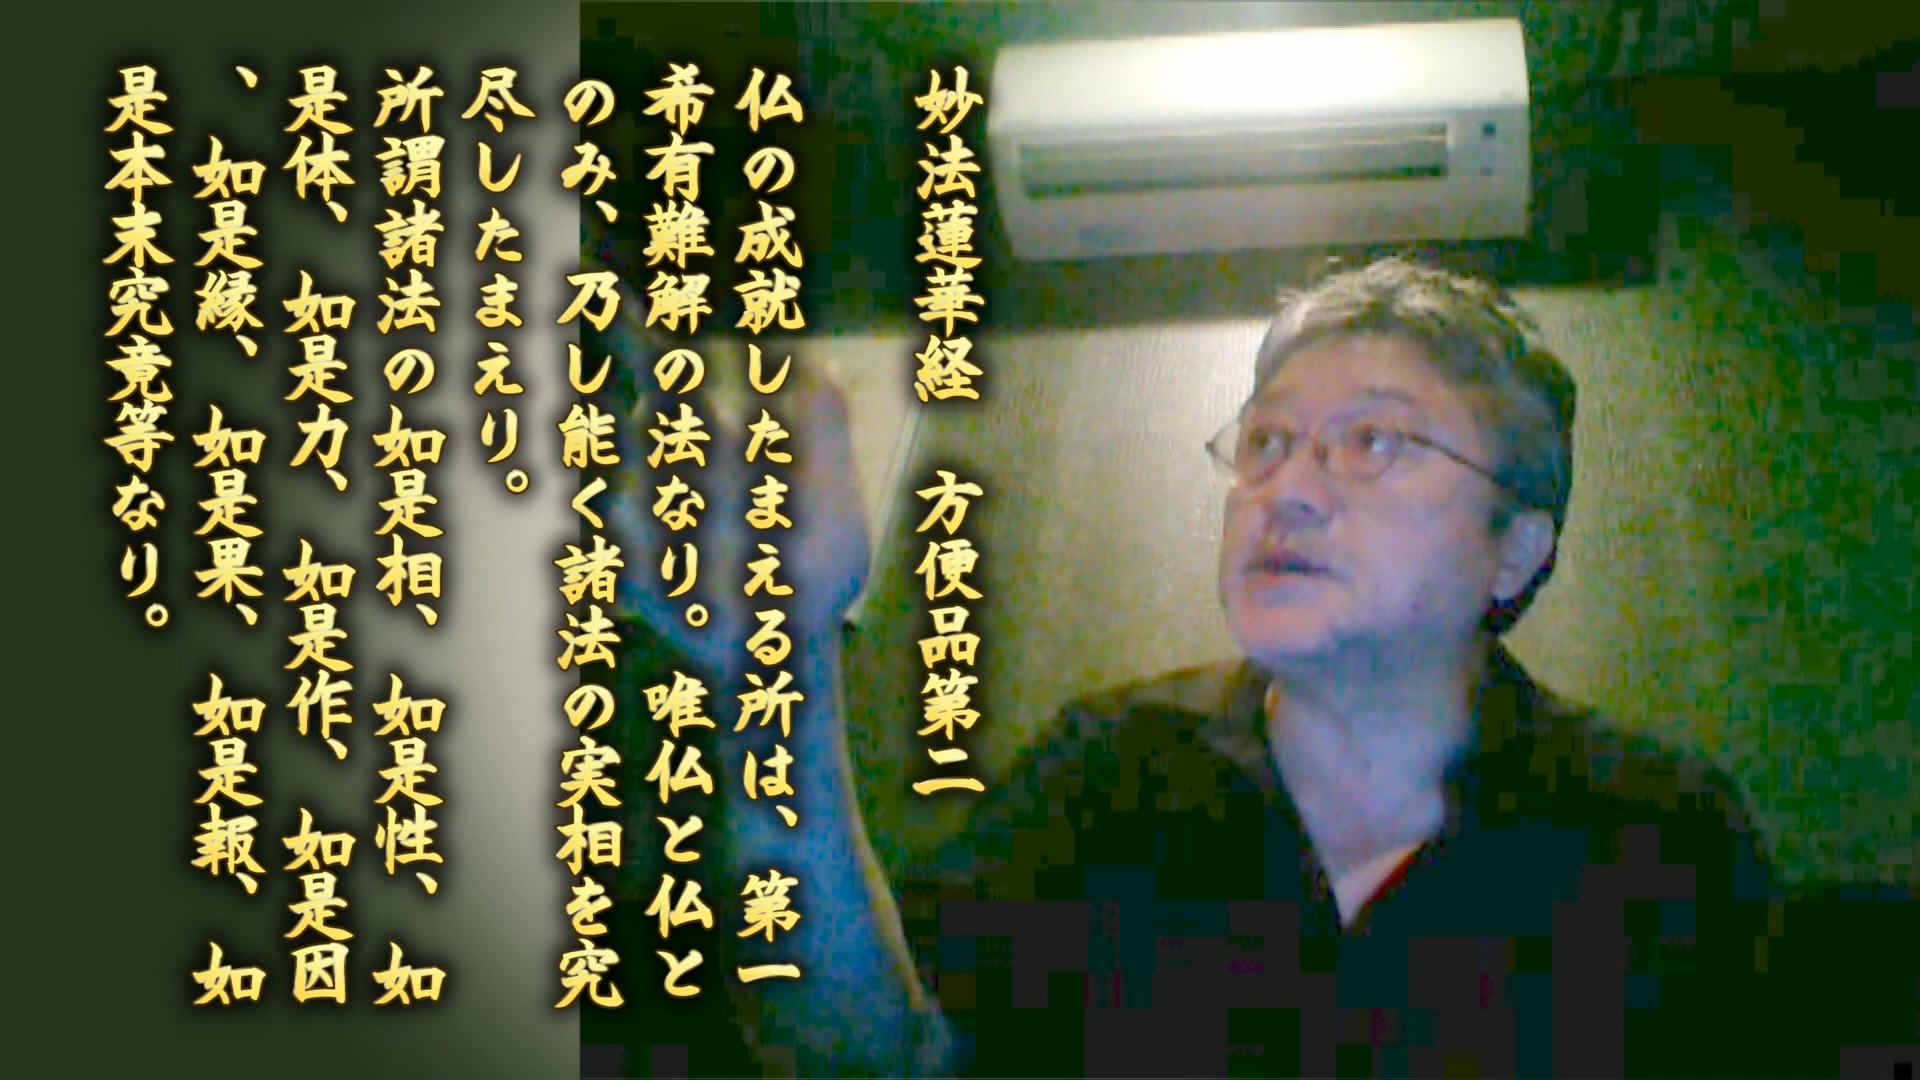 妙法蓮華経　方便品第二
仏の成就したまえる所は、第一
希有難解の法なり。唯仏と仏と
のみ、乃し能く諸法の実相を究
尽したまえり。
所謂諸法の如是相、如是性、如
是体、如是力、如是作、如是因
、如是縁、如是果、如是報、如
是本末究竟等なり。